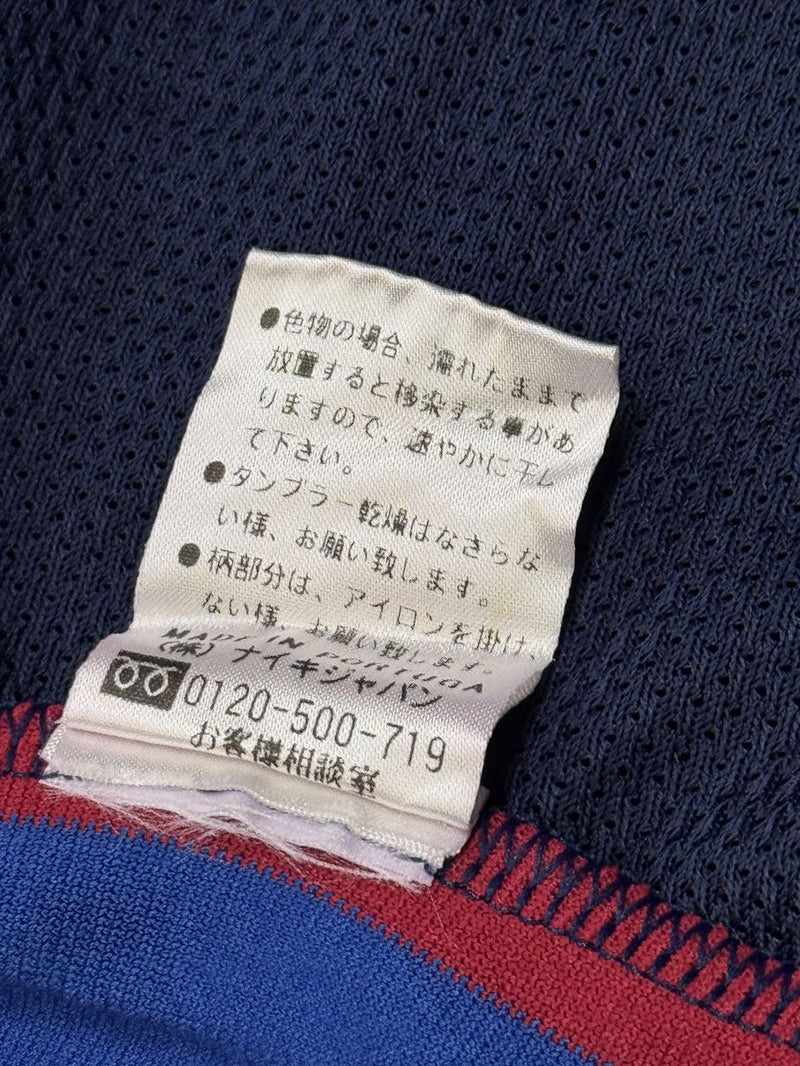 ●色物の場合、濡れたままで
放置すると移染する事があ
りますので、速やかに干し
て下さい。
●タンブラー乾燥はなさらな
い様、お願い致します。
●柄部分は、アイロンを掛け
ない様、お願い致します。
MADE IN PORTUGA
(株)ナイキジャパン
0120-500-719
お客様相談室